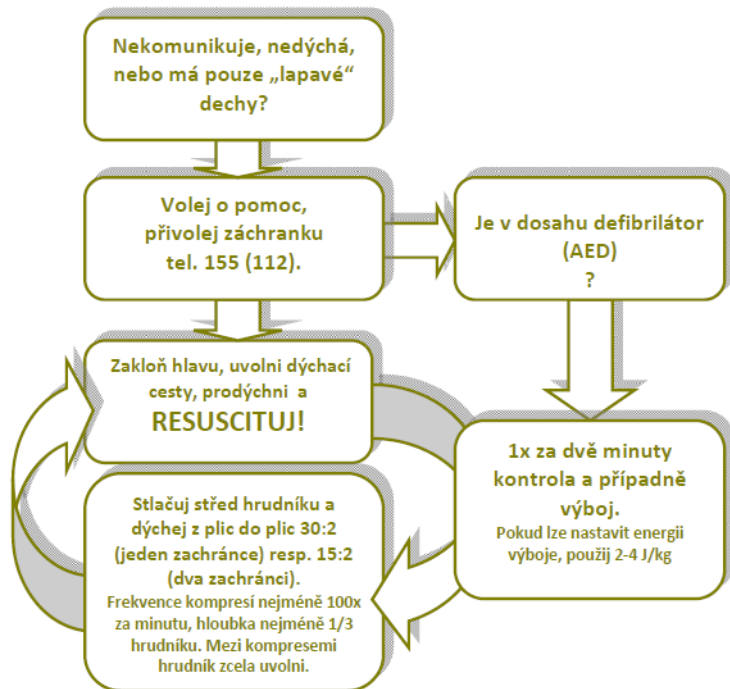 Nekomunikuje, nedýchá,
nebo má pouze „lapavé“
dechy?
Volej o pomoc,
přivolej záchranku
tel. 155 (112).
Je v dosahu defibrilátor
(AED)
?
Zakloň hlavu, uvolni dýchací
cesty, prodýchni a
RESUSCITUJ!
1x za dvě minuty
kontrola a případně
výboj.
Pokud lze nastavit energii
výboje, použij 2-4 J/kg
Stlačuj střed hrudníku a
dýchej z plic do plic 30:2
(jeden zachránce) resp. 15:2
(dva zachránci).
Frekvence kompresí nejméně 100x
za minutu, hloubka nejméně 1/3
hrudníku. Mezi kompresemi
hrudník zcela uvolni.